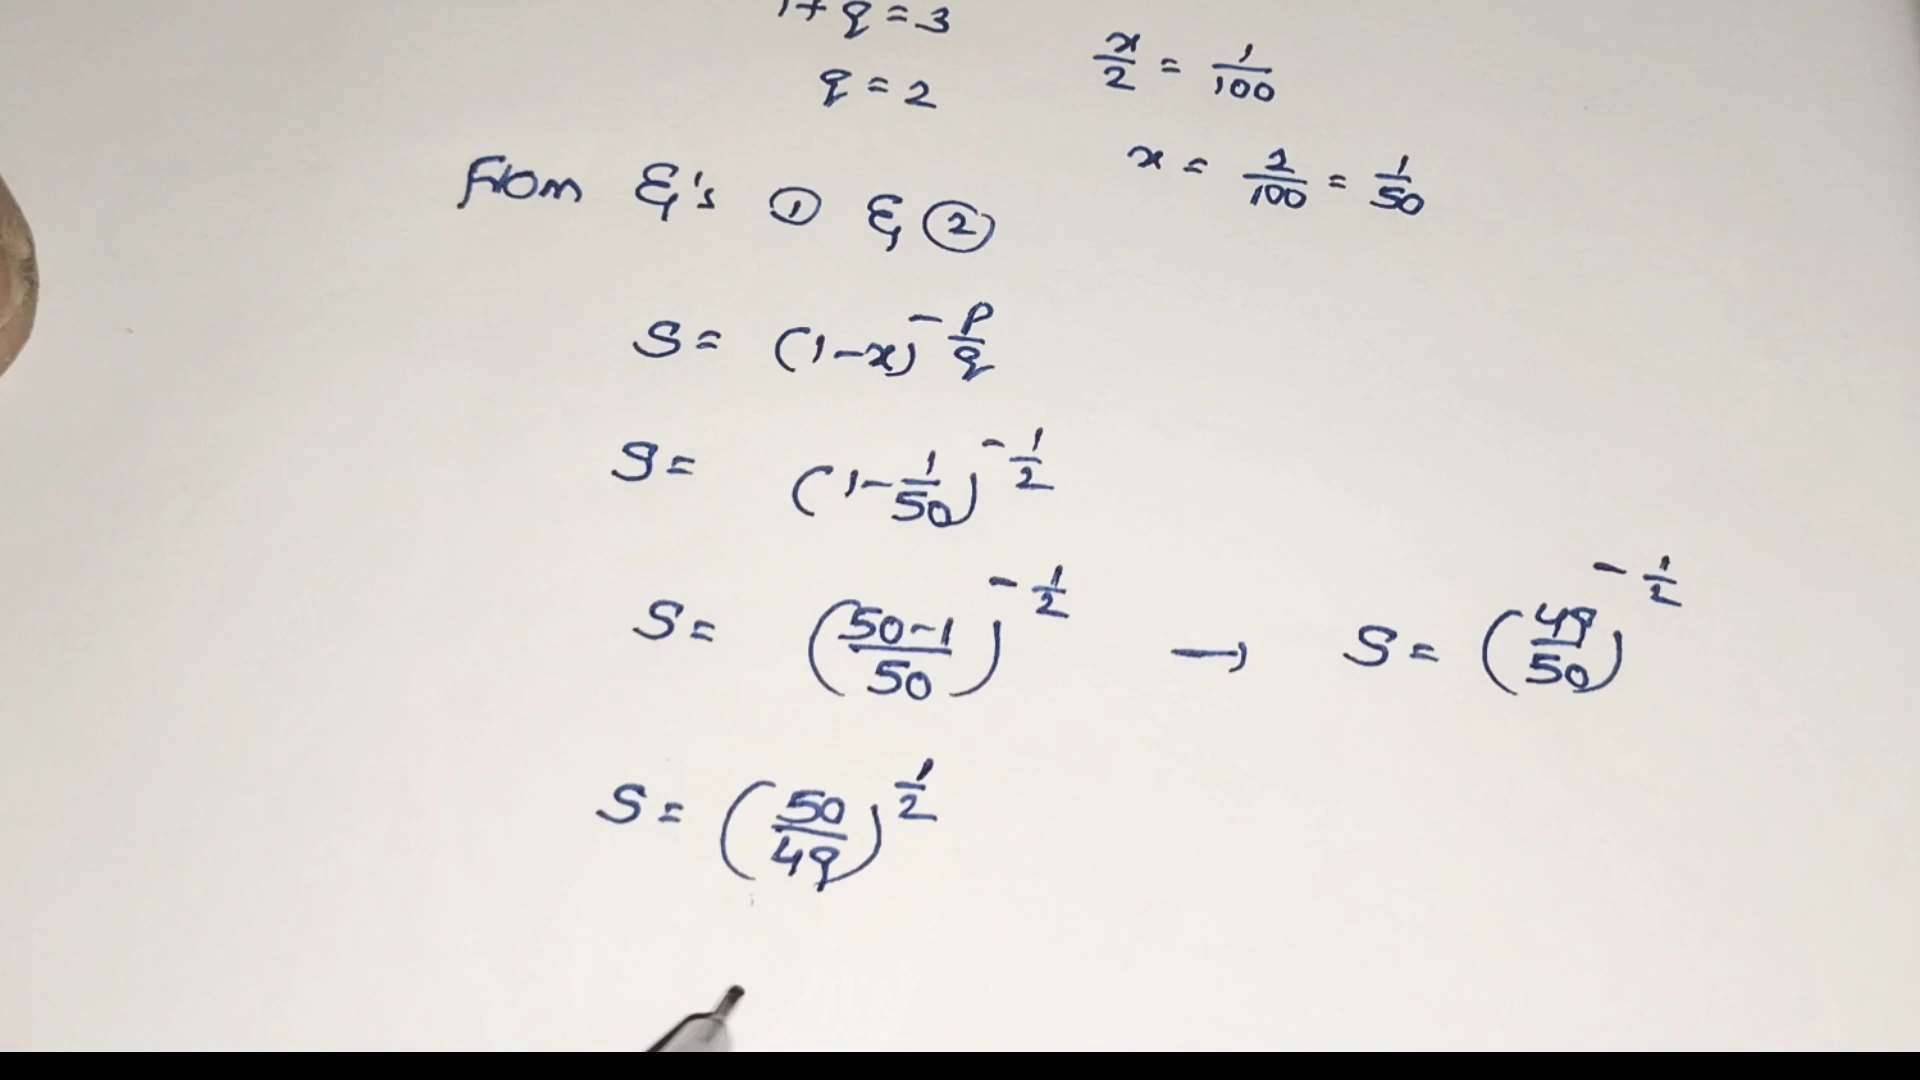 1+q=3
q=2
x/2 = 1/100
x = 2/100 = 1/50
From Eq's ① & ②
S= (1-x)^-p/q
S= (1-1/50)^-1/2
S= (50-1/50)^-1/2 → S= (49/50)^-1/2
S= (50/49)^1/2